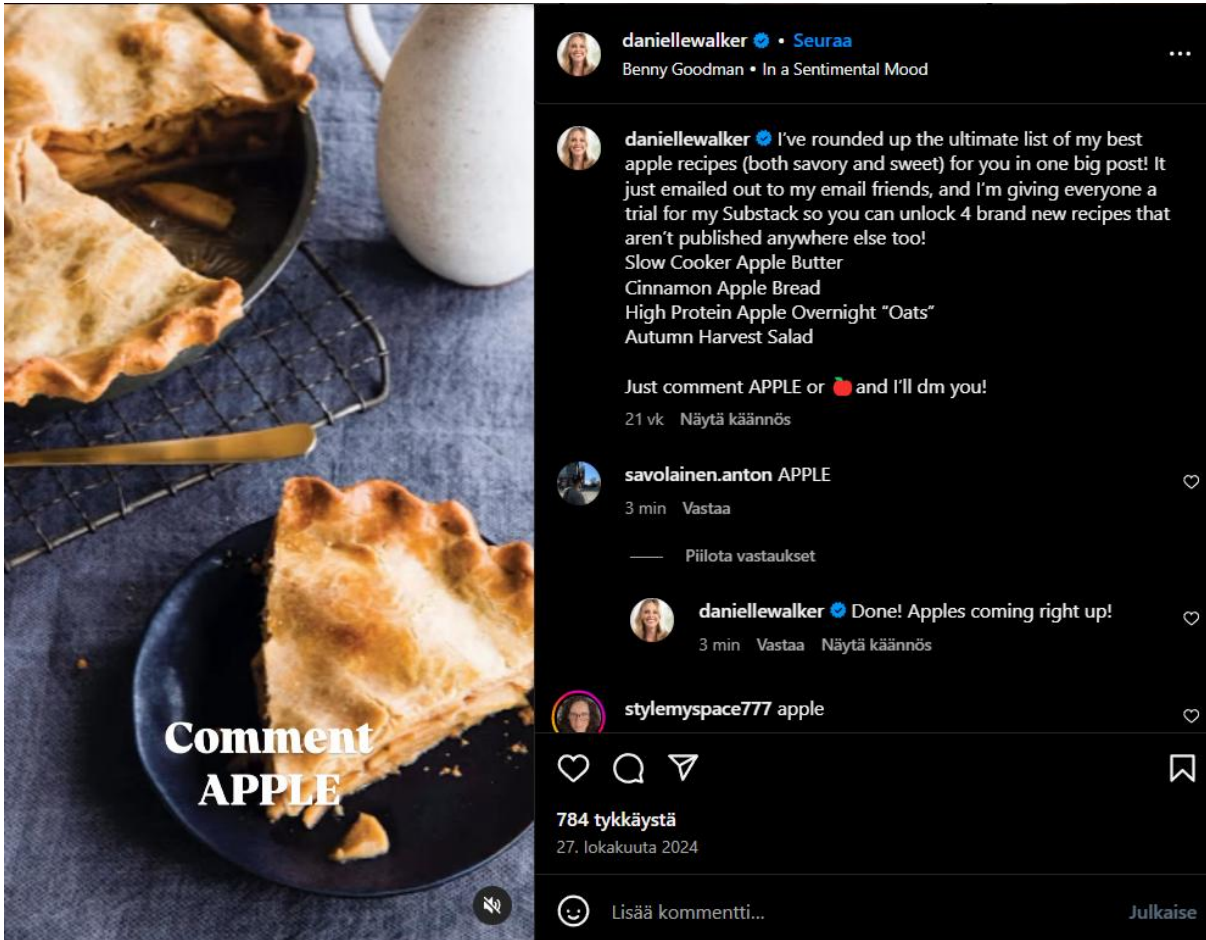 Comment
APPLE
daniellewalker • Seuraa
Benny Goodman • In a Sentimental Mood
daniellewalker I’ve rounded up the ultimate list of my best
apple recipes (both savory and sweet) for you in one big post! It
just emailed out to my email friends, and I’m giving everyone a
trial for my Substack so you can unlock 4 brand new recipes that
aren’t published anywhere else too!
Slow Cooker Apple Butter
Cinnamon Apple Bread
High Protein Apple Overnight “Oats”
Autumn Harvest Salad
Just comment APPLE or 🍎and I’ll dm you!
21 vk Näytä käännös
savolainen.anton APPLE
3 min Vastaa
Piilota vastaukset
daniellewalker Done! Apples coming right up!
3 min Vastaa Näytä käännös
stylemyspace777 apple
784 tykkäystä
27. lokakuuta 2024
Lisää kommentti...
Julkaise